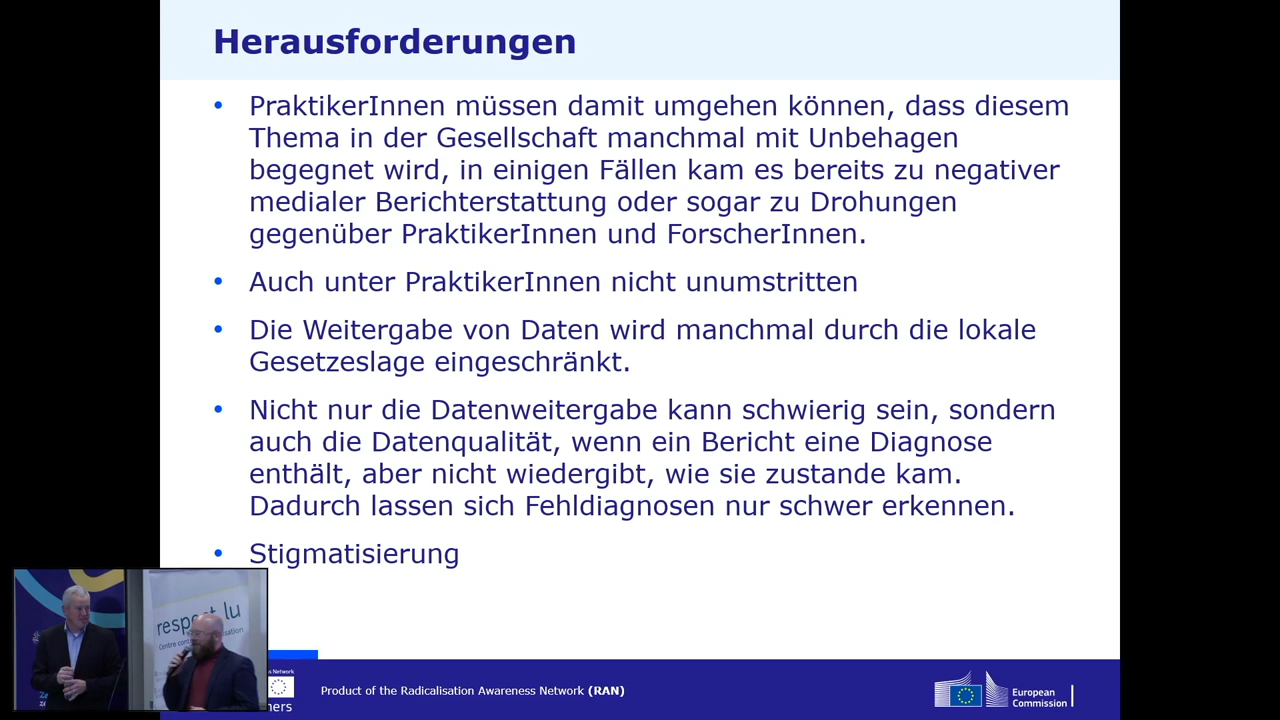 Herausforderungen
• PraktikerInnen müssen damit umgehen können, dass diesem
Thema in der Gesellschaft manchmal mit Unbehagen
begegnet wird, in einigen Fällen kam es bereits zu negativer
medialer Berichterstattung oder sogar zu Drohungen
gegenüber PraktikerInnen und ForscherInnen.
• Auch unter PraktikerInnen nicht unumstritten
• Die Weitergabe von Daten wird manchmal durch die lokale
Gesetzeslage eingeschränkt.
• Nicht nur die Datenweitergabe kann schwierig sein, sondern
auch die Datenqualität, wenn ein Bericht eine Diagnose
enthält, aber nicht wiedergibt, wie sie zustande kam.
Dadurch lassen sich Fehldiagnosen nur schwer erkennen.
• Stigmatisierung
respect.lu
Centre
Network
Product of the Radicalisation Awareness Network (RAN)
European
Commission